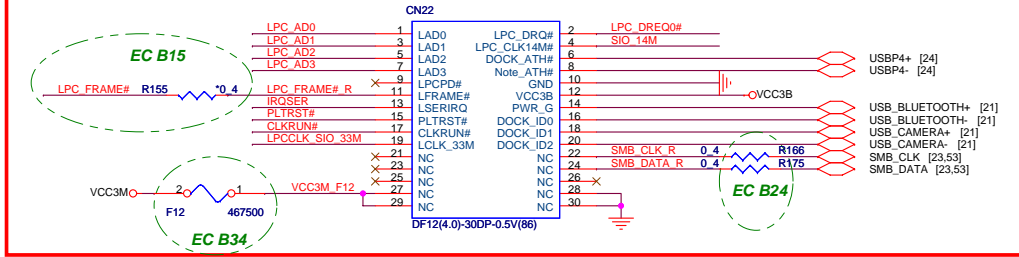 CN22
LPC_AD0 1 LAD0 LPC_DRQ# 2 LPC_DREQ0#
LPC_AD1 3 LAD1 LPC_CLK14M# 4 SIO_14M
LPC_AD2 5 LAD2 DOCK_ATH# 6 USBP4+ [24]
LPC_AD3 7 LAD3 Note_ATH# 8 USBP4- [24]
9 LPCPD# GND 10
LPC_FRAME# R155 *0_4 LPC_FRAME#_R 11 LFRAME# VCC3B 12 VCC3B
IRQSER 13 LSERIRQ PWR_G 14 USB_BLUETOOTH+ [21]
PLTRST# 15 PLTRST# DOCK_ID0 16 USB_BLUETOOTH- [21]
CLKRUN# 17 CLKRUN# DOCK_ID1 18 USB_CAMERA+ [21]
LPCCLK_SIO_33M 19 LCLK_33M DOCK_ID2 20 USB_CAMERA- [21]
21 NC NC 22 SMB_CLK_R 0_4 R166 SMB_CLK [23,53]
23 NC NC 24 SMB_DATA_R 0_4 R175 SMB_DATA [23,53]
25 NC NC 26
VCC3M 2 1 VCC3M_F12 27 NC NC 28
29 NC NC 30
F12 467500
DF12(4.0)-30DP-0.5V(86)
EC B15
EC B24
EC B34